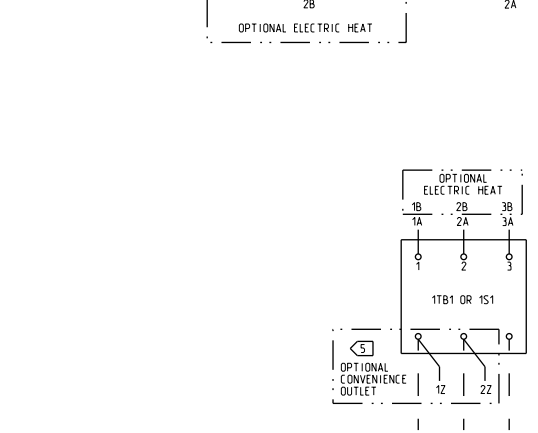 2B 2A
OPTIONAL ELECTRIC HEAT
OPTIONAL
ELECTRIC HEAT
1B 2B 3B
1A 2A 3A
1 2 3
1TB1 OR 1S1
5
OPTIONAL
CONVENIENCE
OUTLET
1Z 2Z